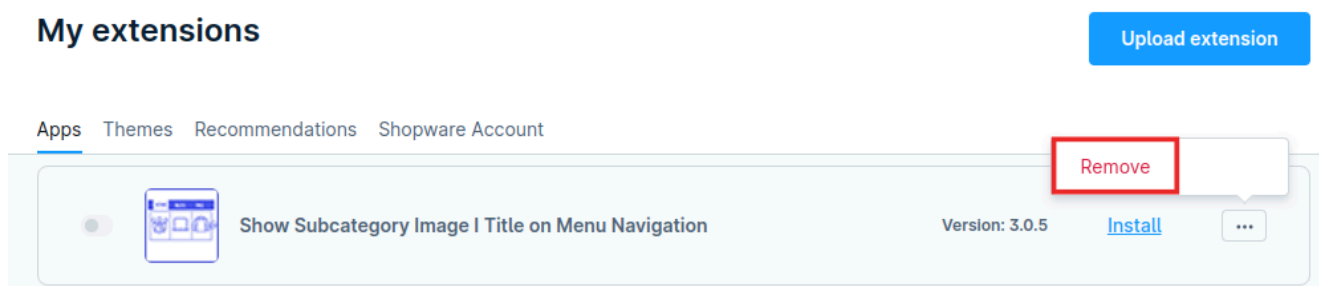 My extensions
Upload extension
Apps Themes Recommendations Shopware Account
Remove
Show Subcategory Image I Title on Menu Navigation Version: 3.0.5 Install